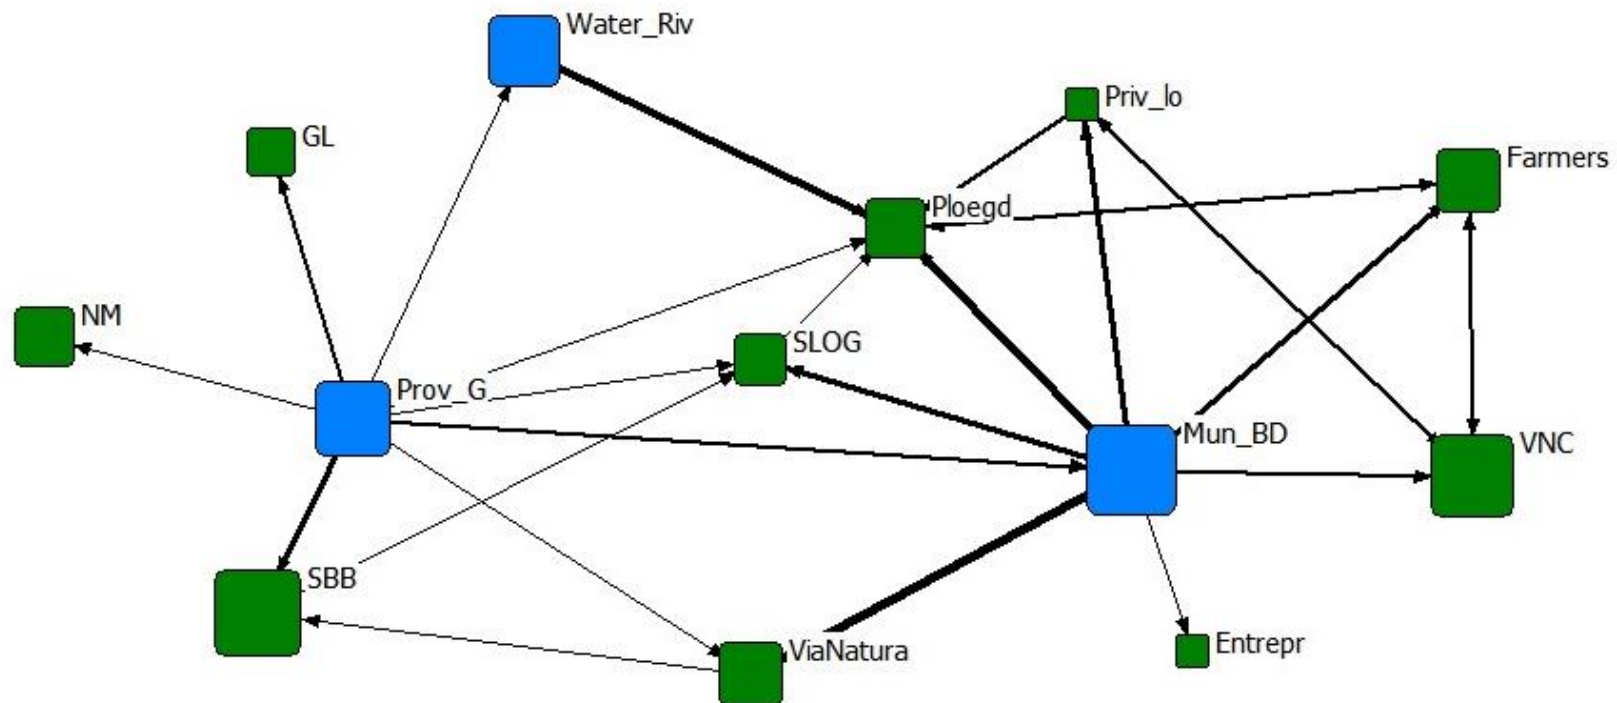 Water_Riv
Priv_lo
GL
Farmers
Ploegd
NM
SLOG
Prov_G
Mun_BD
VNC
SBB
ViaNatura
Entrepr